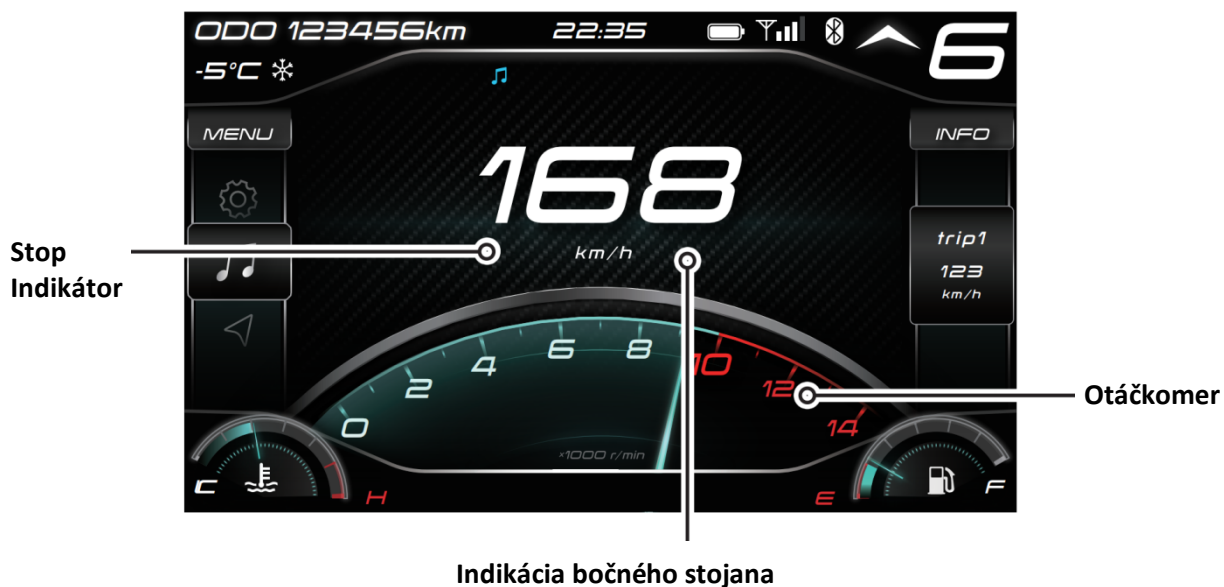 ODO 123456km
22:35
6
-5°C
MENU
INFO
168
km/h
trip1
123
km/h
Stop
Indikátor
0
2
4
6
8
10
12
14
×1000 r/min
Otáčkomer
C
H
E
F
Indikácia bočného stojana